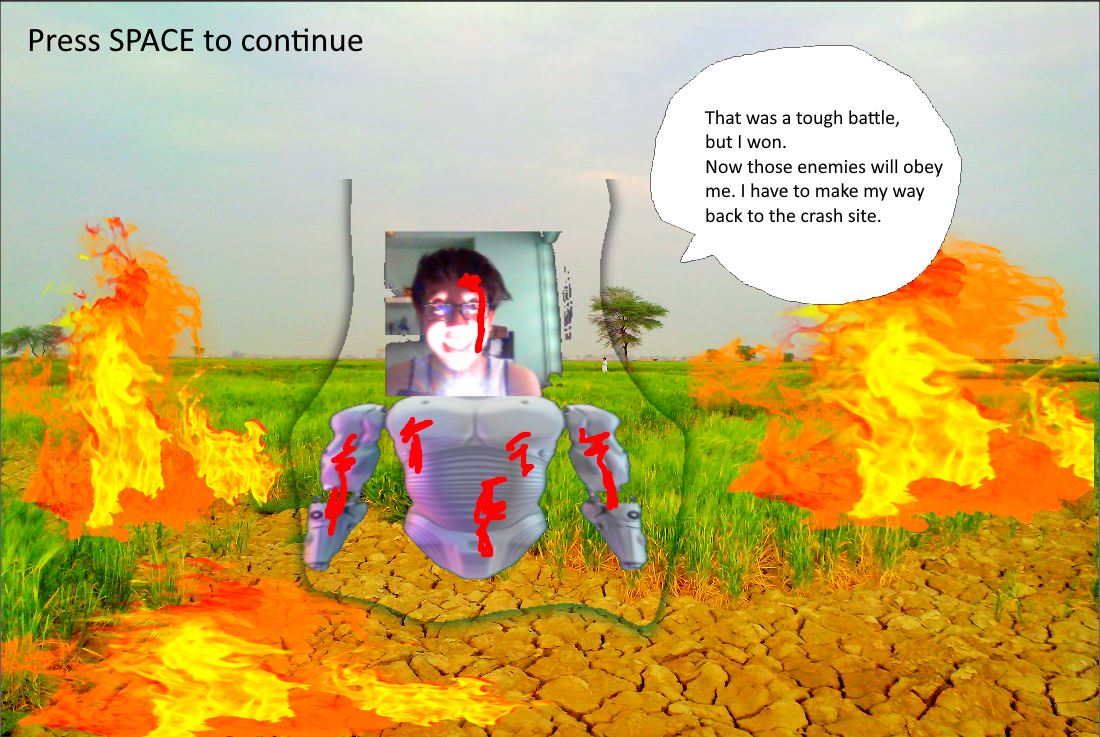 Press SPACE to continue
That was a tough battle,
but I won.
Now those enemies will obey
me. I have to make my way
back to the crash site.